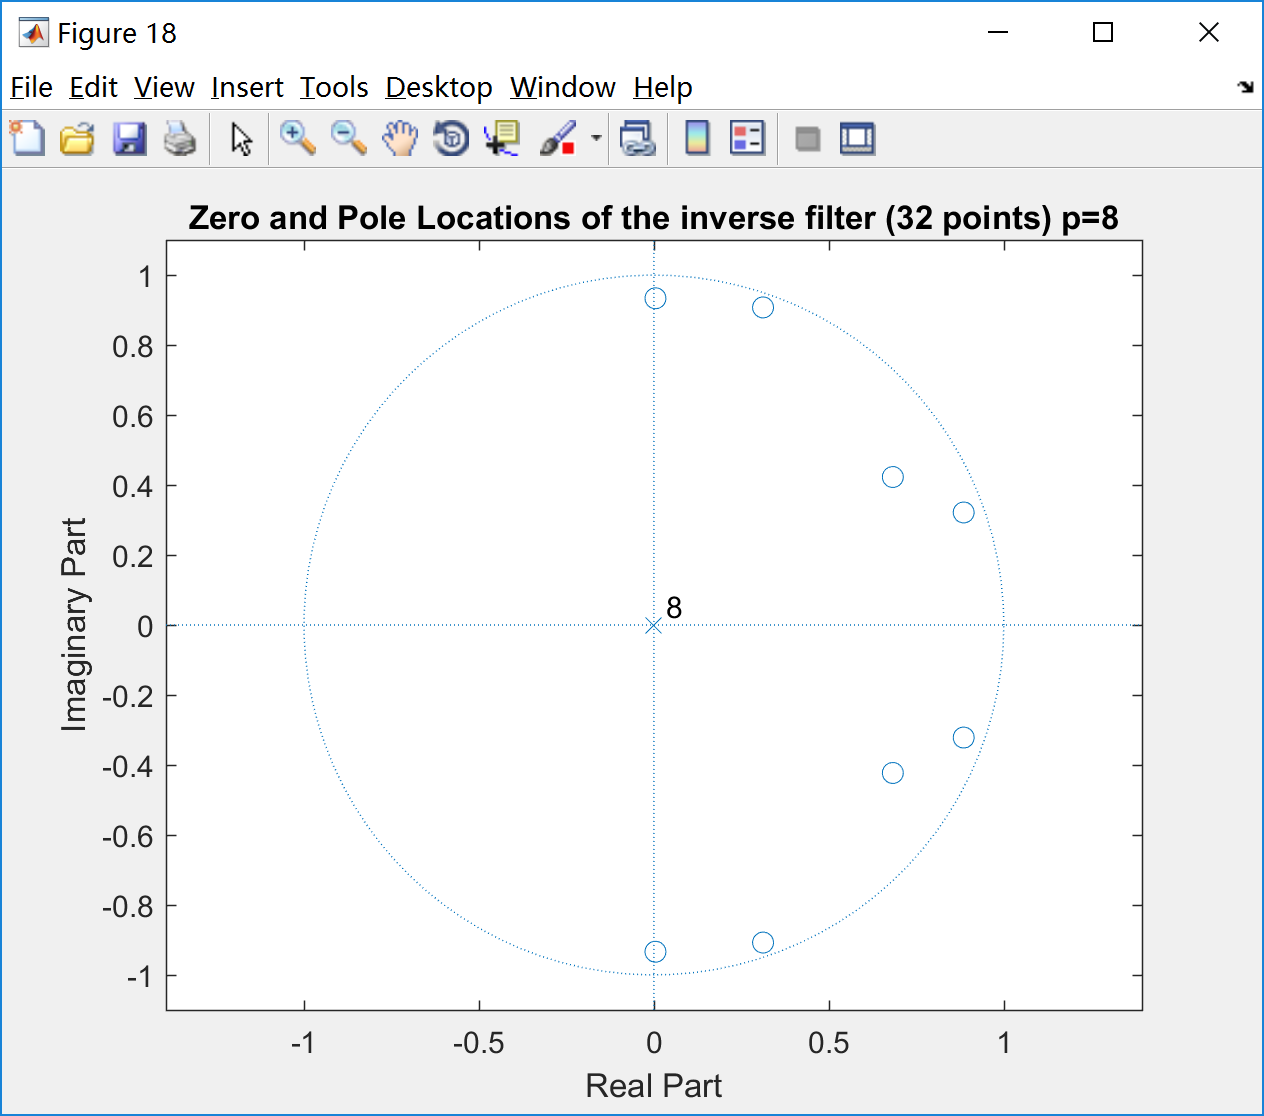 Figure 18
File Edit View Insert Tools Desktop Window Help
Zero and Pole Locations of the inverse filter (32 points) p=8
1
0.8
0.6
0.4
0.2
0
-0.2
-0.4
-0.6
-0.8
-1
Imaginary Part
8
-1 -0.5 0 0.5 1
Real Part